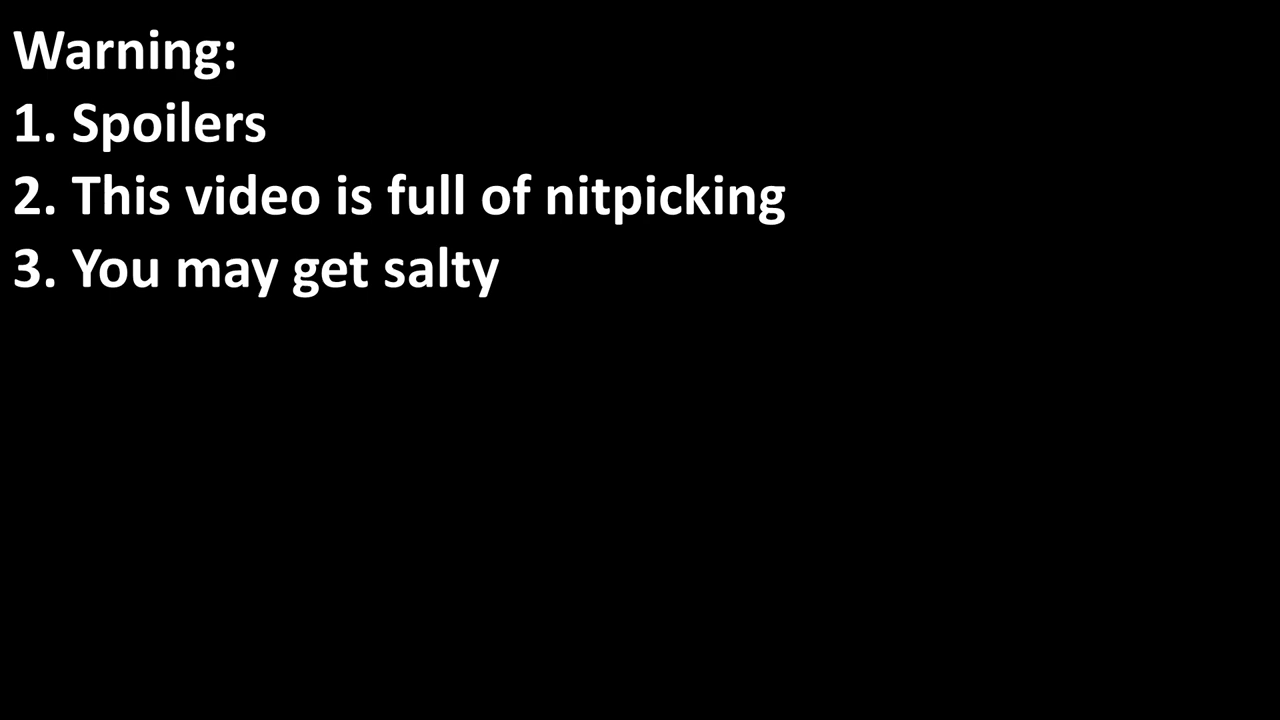 Warning:
1. Spoilers
2. This video is full of nitpicking
3. You may get salty